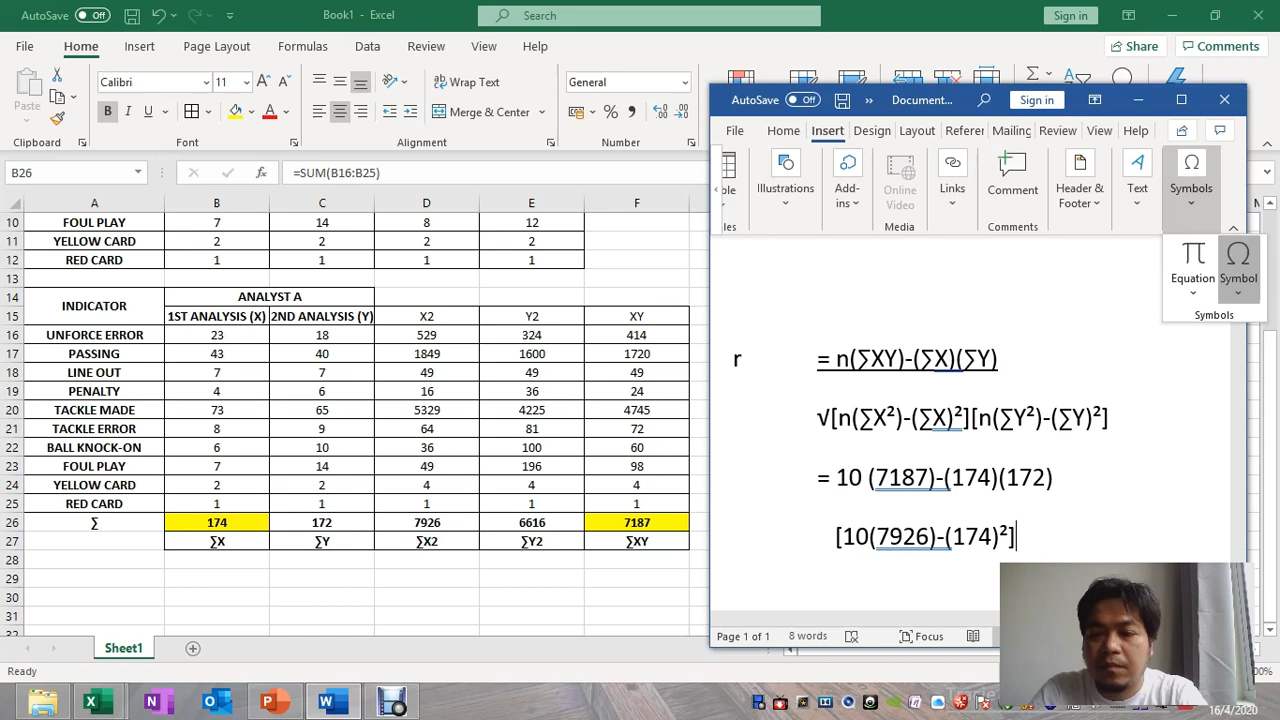 AutoSave Off Book1 - Excel Search Sign in
File Home Insert Page Layout Formulas Data Review View Help Share Comments
Paste Calibri 11 Wrap Text General
B I U Merge & Center
Clipboard Font Alignment Number
B26 =SUM(B16:B25)
A B C D E F
10 FOUL PLAY 7 14 8 12
11 YELLOW CARD 2 2 2 2
12 RED CARD 1 1 1 1
13
14 INDICATOR ANALYST A
15 1ST ANALYSIS (X) 2ND ANALYSIS (Y) X2 Y2 XY
16 UNFORCE ERROR 23 18 529 324 414
17 PASSING 43 40 1849 1600 1720
18 LINE OUT 7 7 49 49 49
19 PENALTY 4 6 16 36 24
20 TACKLE MADE 73 65 5329 4225 4745
21 TACKLE ERROR 8 9 64 81 72
22 BALL KNOCK-ON 6 10 36 100 60
23 FOUL PLAY 7 14 49 196 98
24 YELLOW CARD 2 2 4 4 4
25 RED CARD 1 1 1 1 1
26 ∑ 174 172 7926 6616 7187
27 ∑X ∑Y ∑X2 ∑Y2 ∑XY
28
29
30
31
32
Sheet1
Ready
AutoSave Off Document... Sign in
File Home Insert Design Layout Referer Mailing Review View Help
ble Illustrations Add-ins Online Video Links Comment Header & Footer Text Symbols
les Media Comments
Equation Symbol
Symbols
r = n(∑XY)-(∑X)(∑Y)
√[n(∑X²)-(∑X)²][n(∑Y²)-(∑Y)²]
= 10 (7187)-(174)(172)
[10(7926)-(174)²]
Page 1 of 1 8 words Focus
00%
16/4/2020